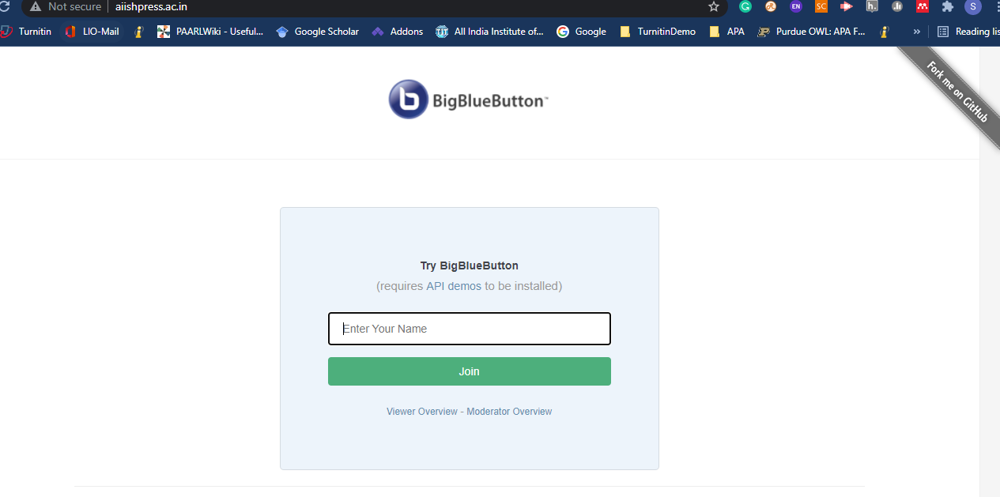 Not secure aiishpress.ac.in
EN SC h. S
Turnitin LIO-Mail PAARLWiki - Useful... Google Scholar Addons All India Institute of... Google TurnitinDemo APA Purdue OWL: APA F... » Reading lis
b BigBlueButton™
Fork me on GitHub
Try BigBlueButton
(requires API demos to be installed)
Enter Your Name
Join
Viewer Overview - Moderator Overview